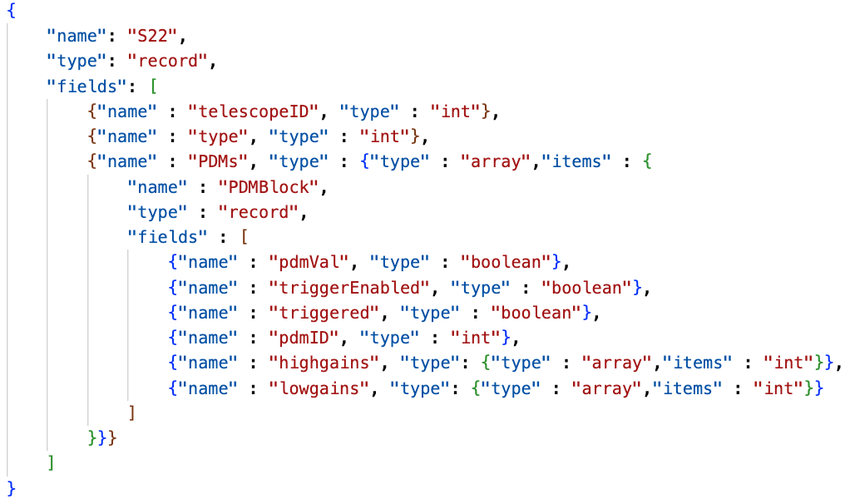 {
"name": "S22",
"type": "record",
"fields": [
{"name" : "telescopeID", "type" : "int"},
{"name" : "type", "type" : "int"},
{"name" : "PDMs", "type" : {"type" : "array","items" : {
"name" : "PDMBlock",
"type" : "record",
"fields" : [
{"name" : "pdmVal", "type" : "boolean"},
{"name" : "triggerEnabled", "type" : "boolean"},
{"name" : "triggered", "type" : "boolean"},
{"name" : "pdmID", "type" : "int"},
{"name" : "highgains", "type": {"type" : "array","items" : "int"}},
{"name" : "lowgains", "type": {"type" : "array","items" : "int"}}
]
}}}
]
}